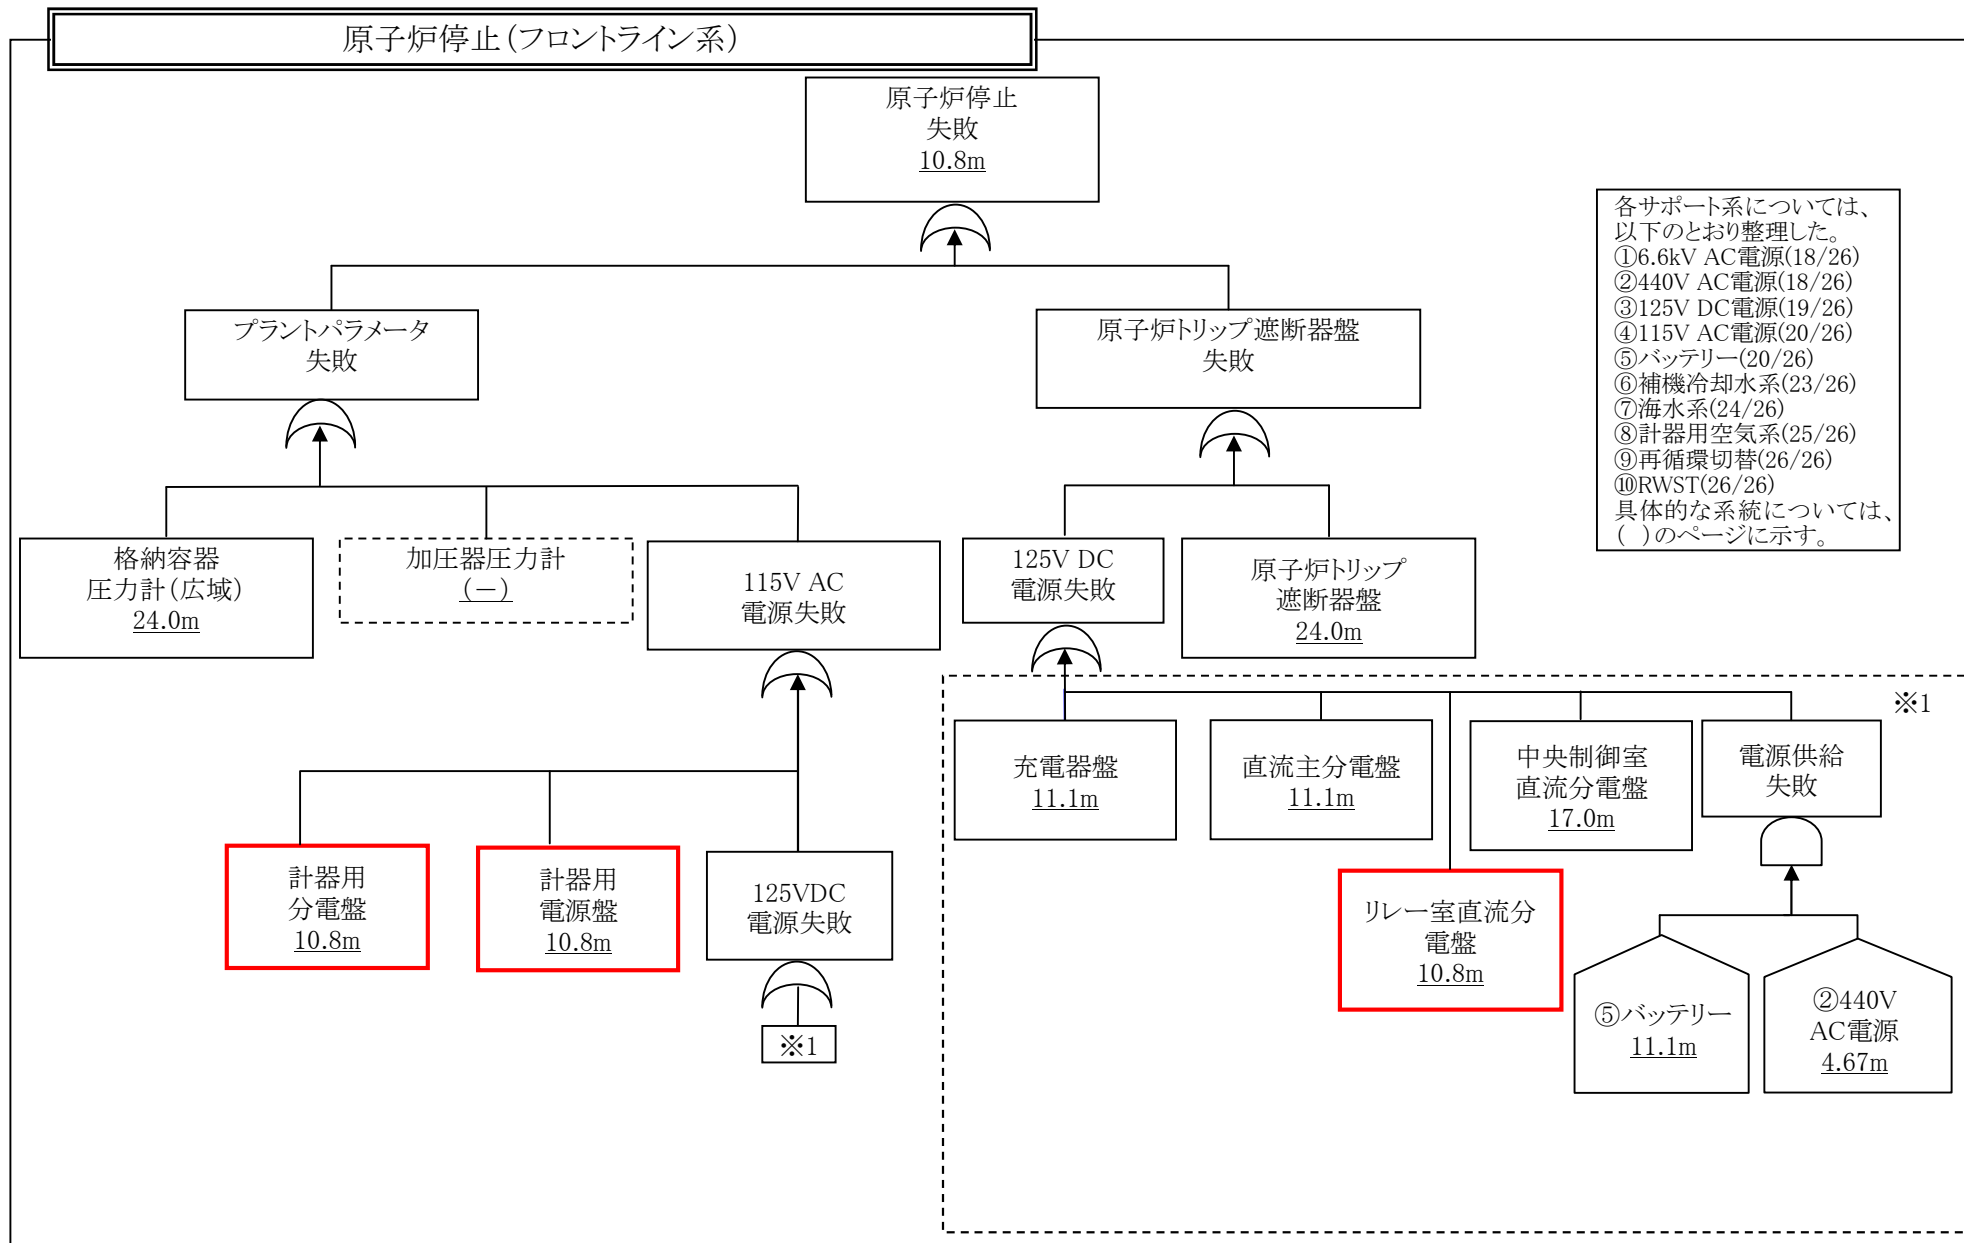 原子炉停止(フロントライン系)
原子炉停止
失敗
10.8m
各サポート系については、
以下のとおり整理した。
①6.6kV AC電源(18/26)
②440V AC電源(18/26)
③125V DC電源(19/26)
④115V AC電源(20/26)
⑤バッテリー(20/26)
⑥補機冷却水系(23/26)
⑦海水系(24/26)
⑧計器用空気系(25/26)
⑨再循環切替(26/26)
⑩RWST(26/26)
具体的な系統については、
( )のページに示す。
プラントパラメータ
失敗
原子炉トリップ遮断器盤
失敗
格納容器
圧力計(広域)
24.0m
加圧器圧力計
(-)
115V AC
電源失敗
125V DC
電源失敗
原子炉トリップ
遮断器盤
24.0m
※1
充電器盤
11.1m
直流主分電盤
11.1m
中央制御室
直流分電盤
17.0m
電源供給
失敗
計器用
分電盤
10.8m
計器用
電源盤
10.8m
125VDC
電源失敗
リレー室直流分
電盤
10.8m
⑤バッテリー
11.1m
②440V
AC電源
4.67m
※1